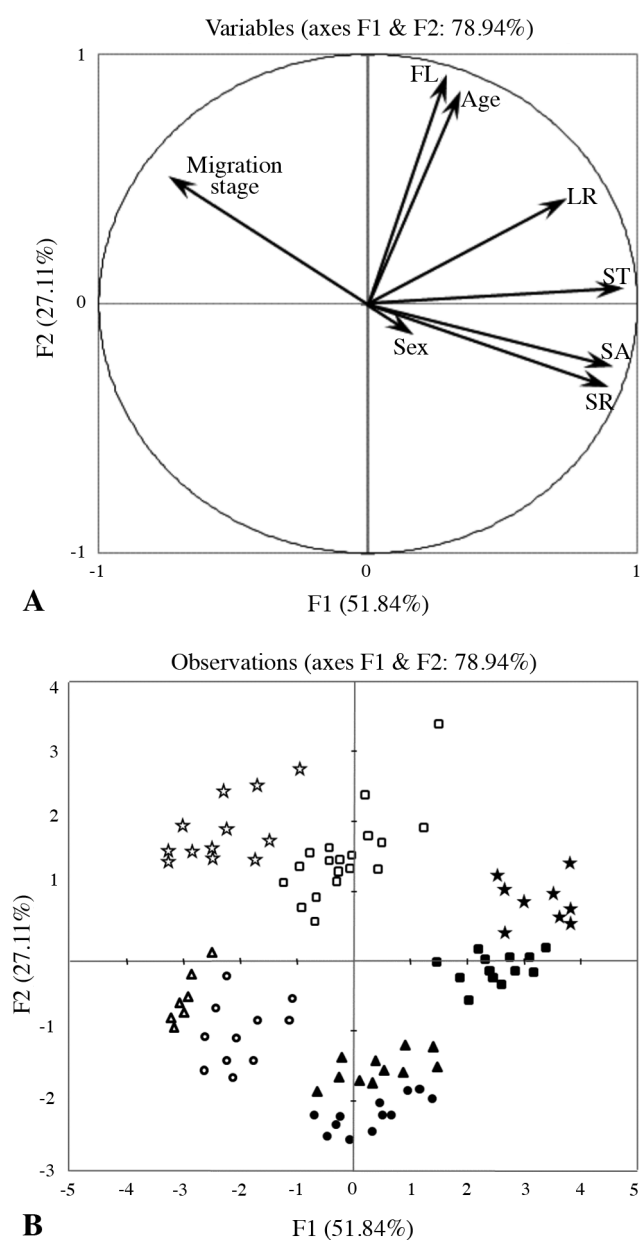 Variables (axes F1 & F2: 78.94%)
1
FL
Age
Migration
stage
LR
ST
0
Sex
SA
SR
F2 (27.11%)
-1
-1
0
1
A
F1 (51.84%)
Observations (axes F1 & F2: 78.94%)
4
3
2
1
F2 (27.11%)
-1
-2
-3
-5
-4
-3
-2
-1
0
1
2
3
4
5
B
F1 (51.84%)